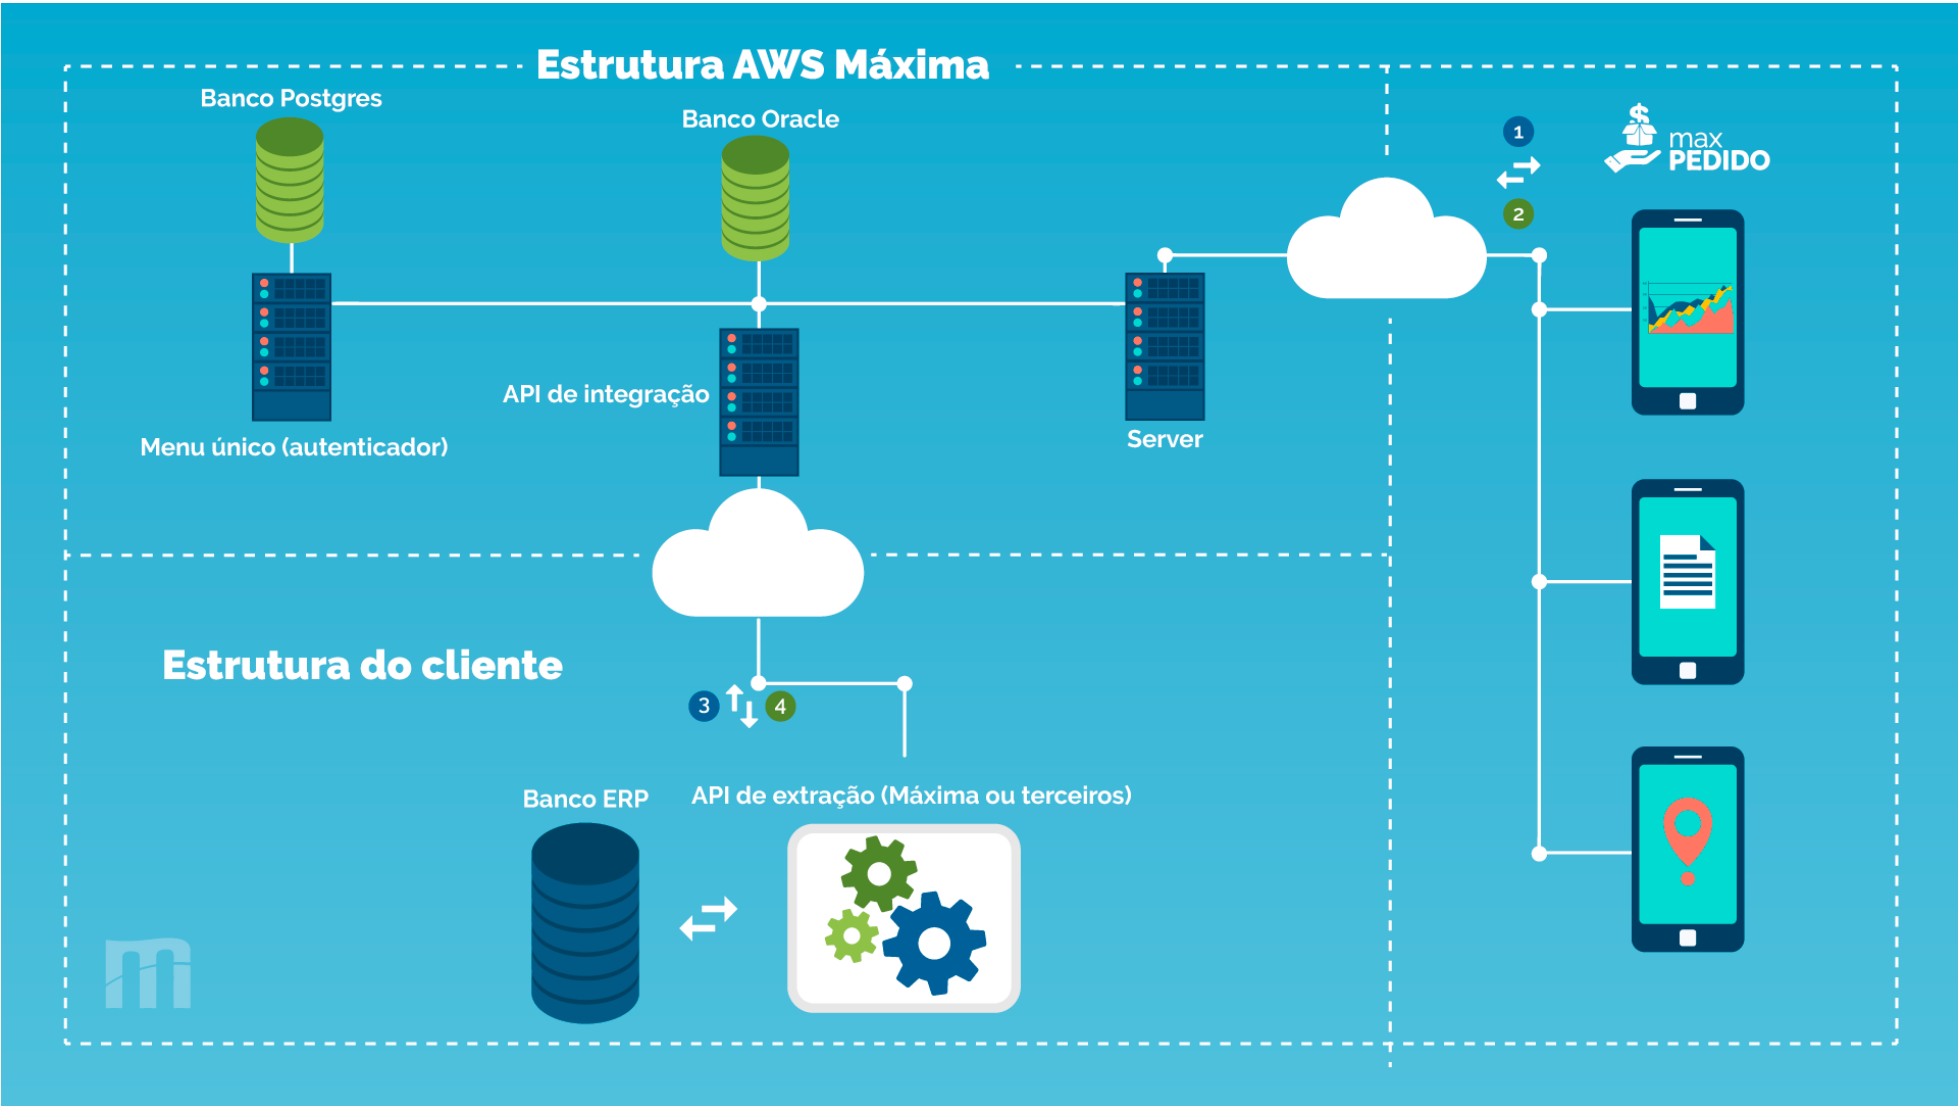 Estrutura AWS Máxima
Banco Postgres
Banco Oracle
1
2
max
PEDIDO
API de integração
Menu único (autenticador)
Server
Estrutura do cliente
3
4
Banco ERP
API de extração (Máxima ou terceiros)